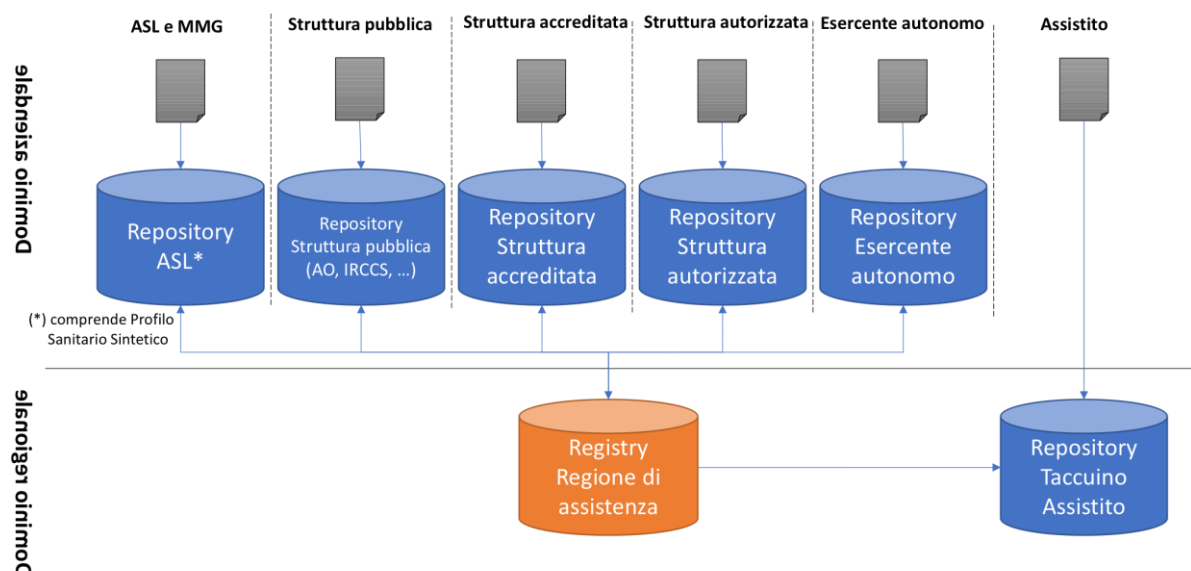 ASL e MMG
Struttura pubblica
Struttura accreditata
Struttura autorizzata
Esercente autonomo
Assistito
Dominio aziendale
Repository
ASL*
Repository
Struttura pubblica
(AO, IRCCS, ...)
Repository
Struttura
accreditata
Repository
Struttura
autorizzata
Repository
Esercente
autonomo
(*) comprende Profilo
Sanitario Sintetico
Dominio regionale
Registry
Regione di
assistenza
Repository
Taccuino
Assistito